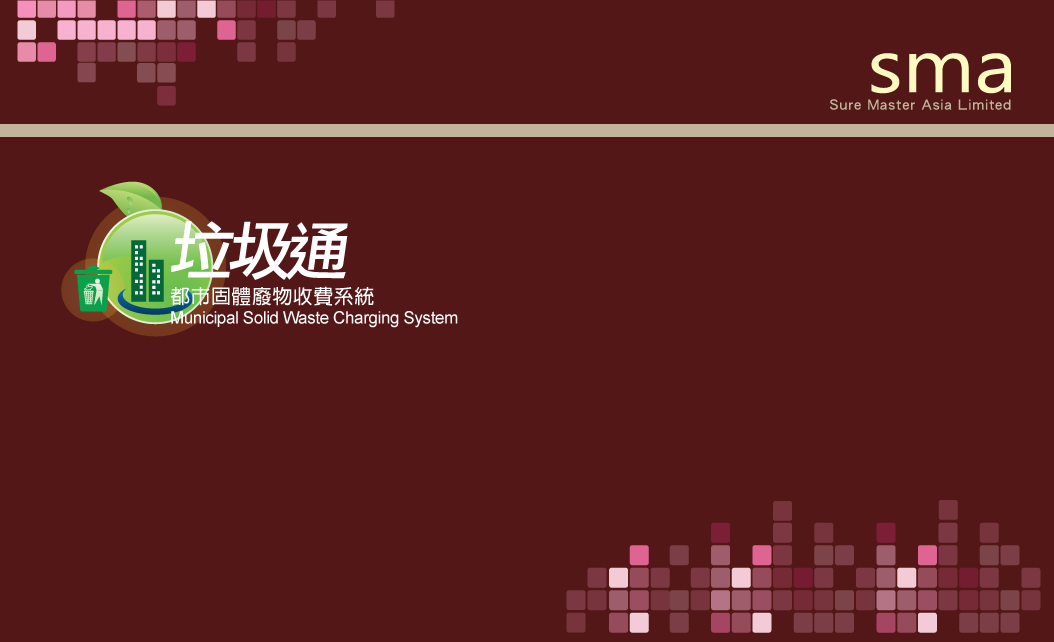 sma
Sure Master Asia Limited
垃圾通
都市固體廢物收費系統
Municipal Solid Waste Charging System